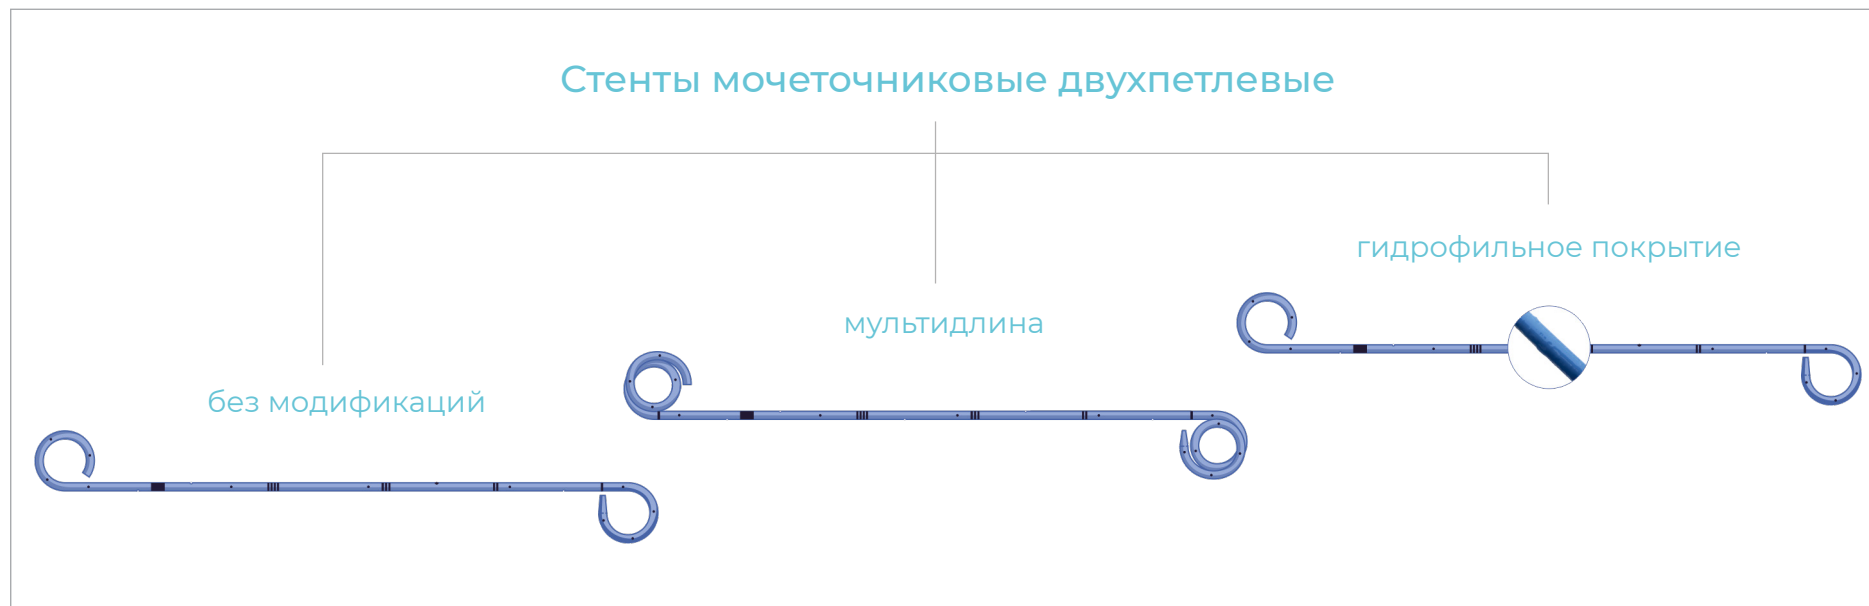 Стенты мочеточниковые двухпетлевые
гидрофильное покрытие
мультидлина
без модификаций